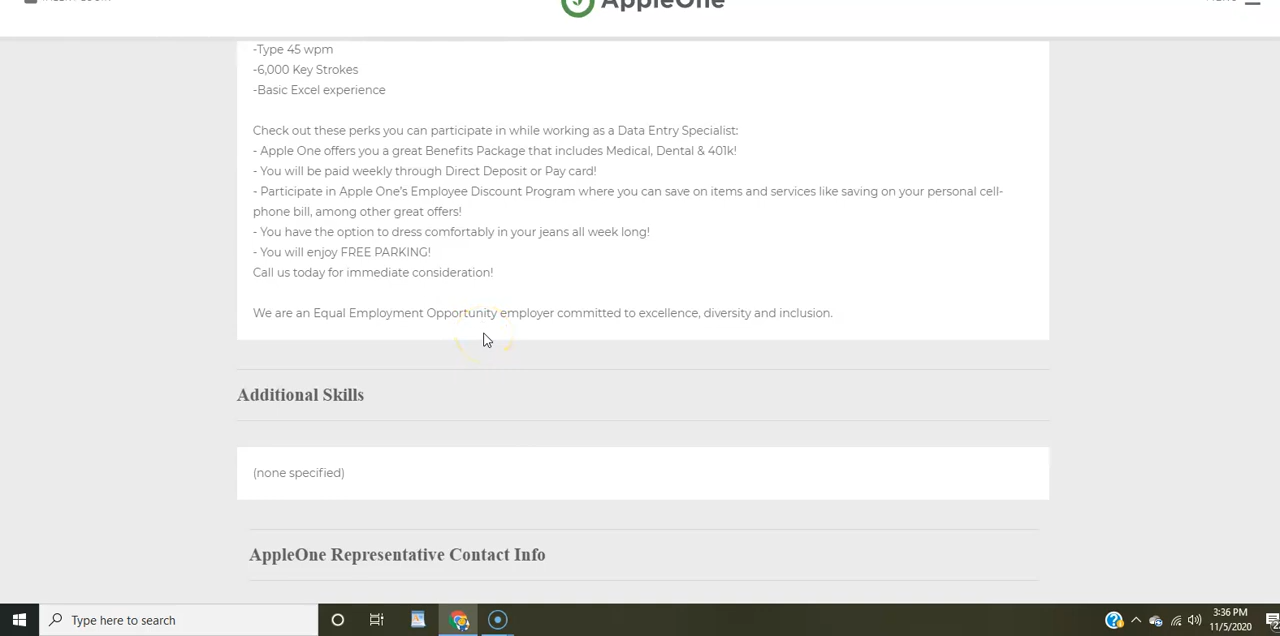 AppleOne
-Type 45 wpm
-6,000 Key Strokes
-Basic Excel experience
Check out these perks you can participate in while working as a Data Entry Specialist:
- Apple One offers you a great Benefits Package that includes Medical, Dental & 401k!
- You will be paid weekly through Direct Deposit or Pay card!
- Participate in Apple One's Employee Discount Program where you can save on items and services like saving on your personal cell-
phone bill, among other great offers!
- You have the option to dress comfortably in your jeans all week long!
- You will enjoy FREE PARKING!
Call us today for immediate consideration!
We are an Equal Employment Opportunity employer committed to excellence, diversity and inclusion.
Additional Skills
(none specified)
AppleOne Representative Contact Info
Type here to search
3:36 PM
11/5/2020